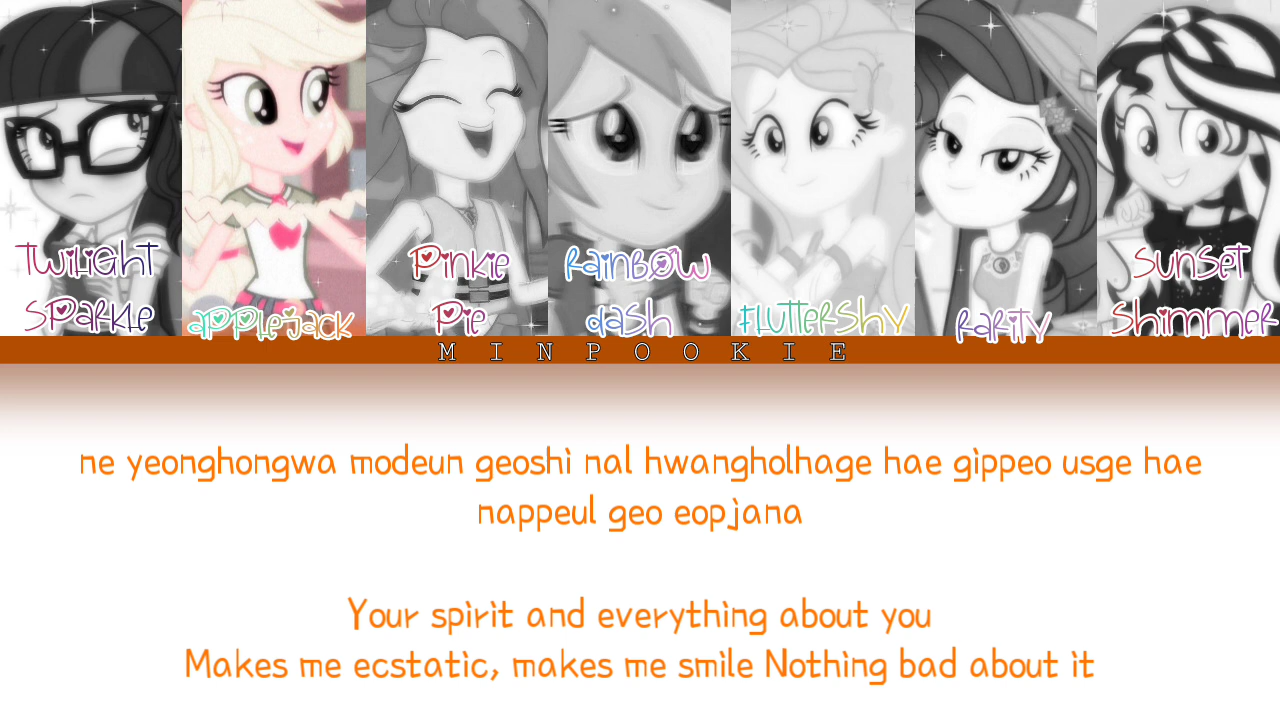 Twilight
Sparkle
applejack
Pinkie
Pie
Rainbow
dash
Fluttershy
Rarity
Sunset
Shimmer
MINPOOKIE
ne yeonghongwa modeun geoshi nal hwangholhage hae gippeo usge hae
nappeul geo eopjana
Your spirit and everything about you
Makes me ecstatic, makes me smile Nothing bad about it